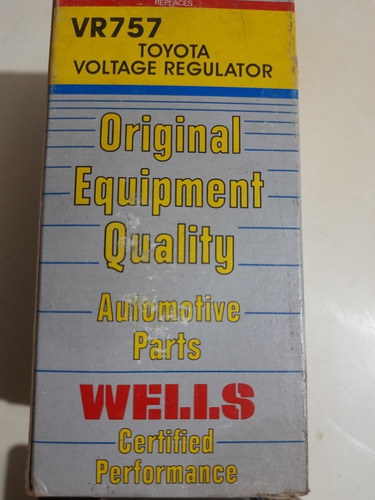 REPLACES
VR757
TOYOTA
VOLTAGE REGULATOR
Original
Equipment
Quality
Automotive
Parts
WELLS
Certified
Performance